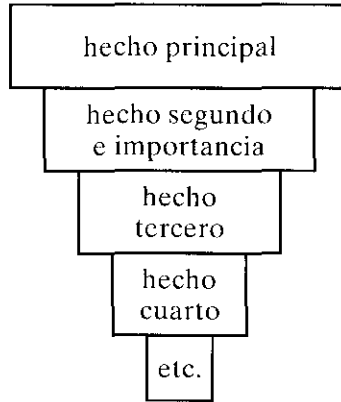 hecho principal
hecho segundo
e importancia
hecho
tercero
hecho
cuarto
etc.